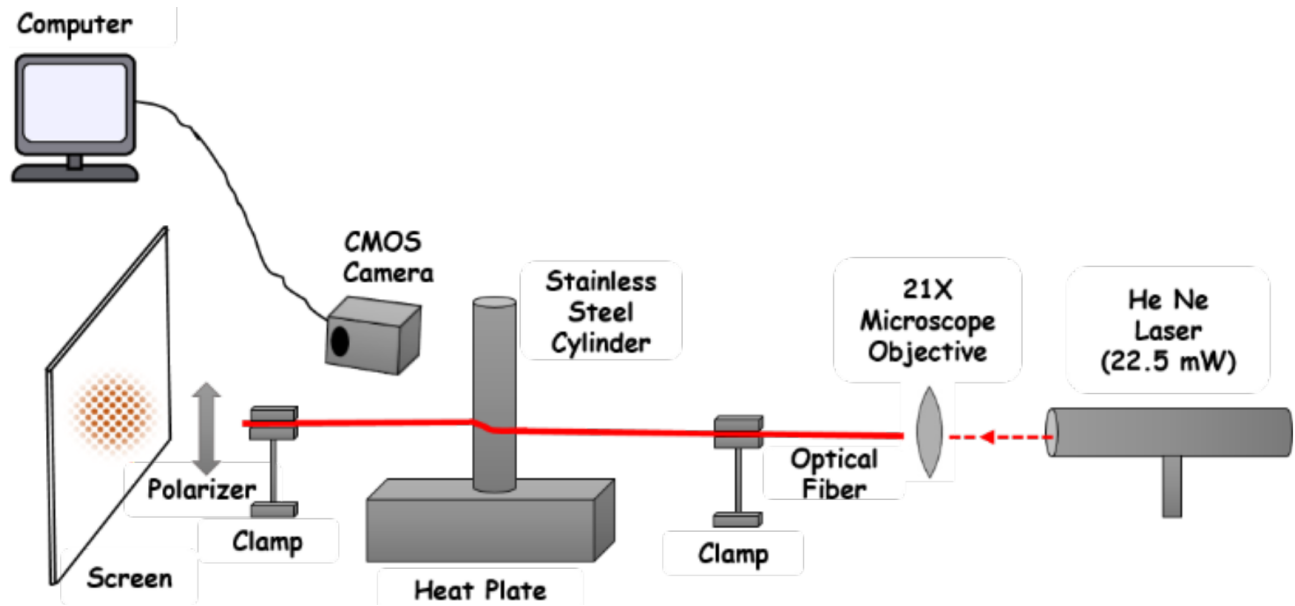 Computer
CMOS
Camera
Stainless
Steel
Cylinder
21X
Microscope
Objective
He Ne
Laser
(22.5 mW)
Optical
Fiber
Polarizer
Clamp
Clamp
Screen
Heat Plate